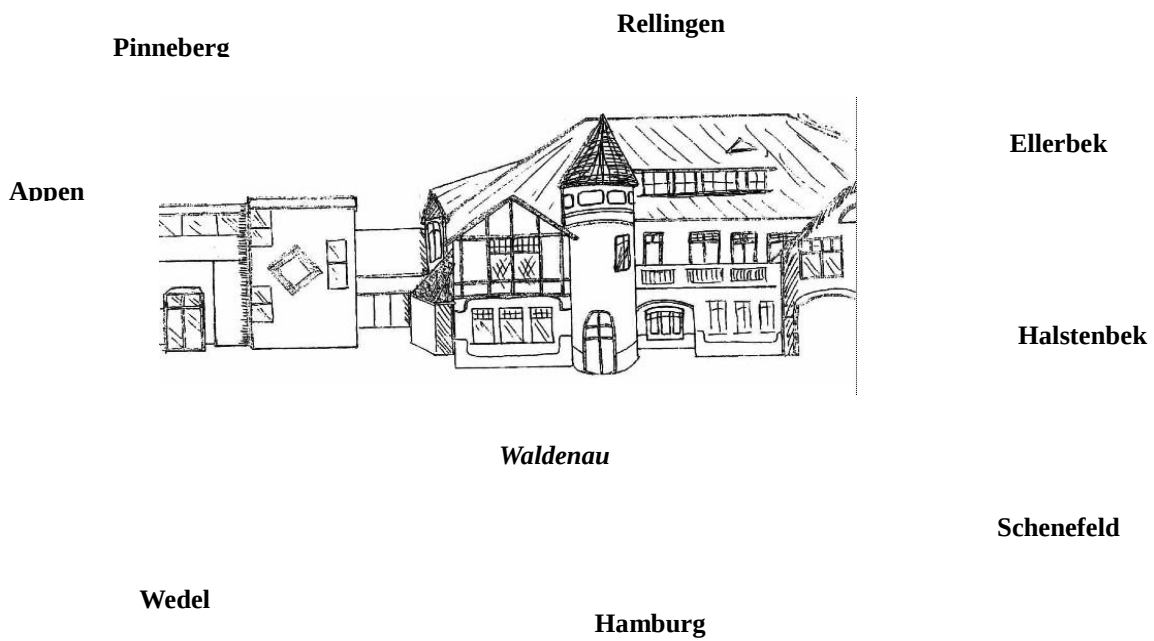 Rellingen
Pinneberg
Ellerbek
Appen
Halstenbek
Waldenau
Schenefeld
Wedel
Hamburg